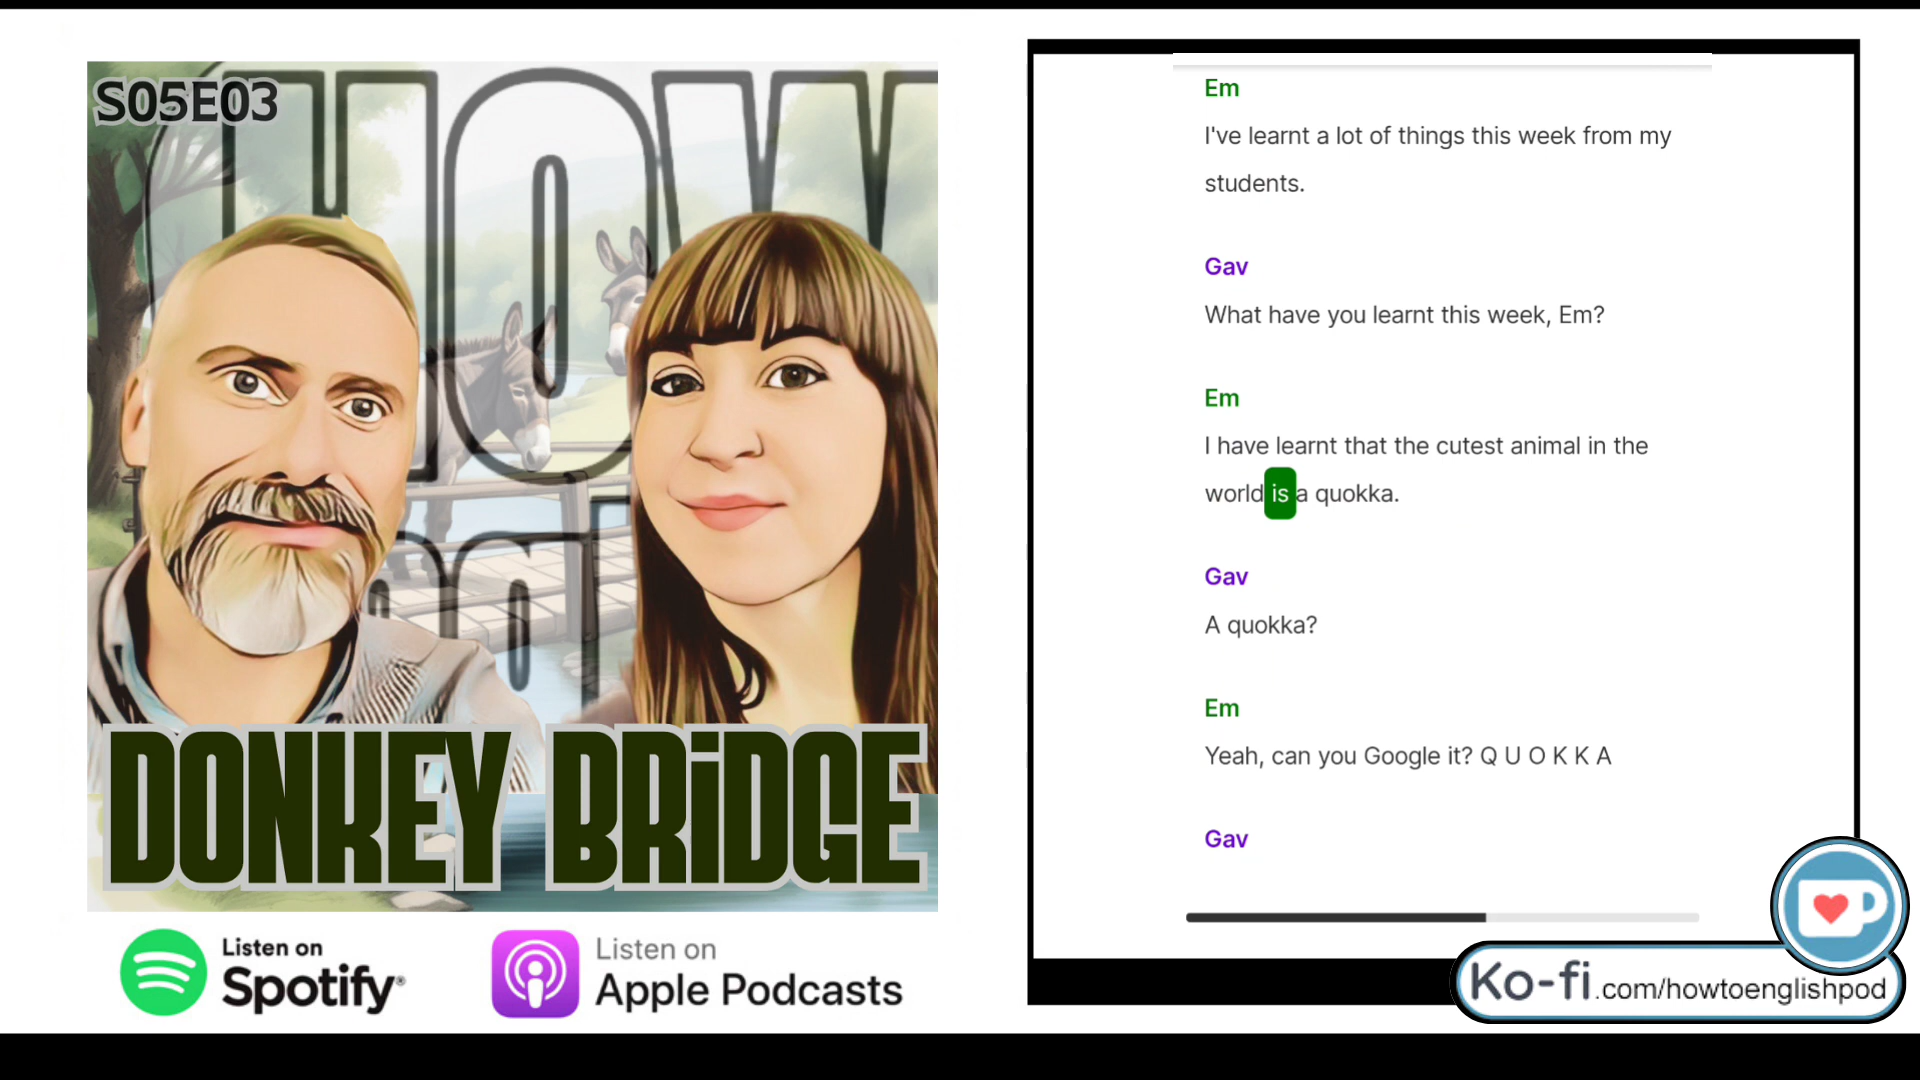 S05E03
HOW
DONKEY BRiDGE
Listen on
Spotify®
Listen on
Apple Podcasts
Em
I've learnt a lot of things this week from my
students.
Gav
What have you learnt this week, Em?
Em
I have learnt that the cutest animal in the
world is a quokka.
Gav
A quokka?
Em
Yeah, can you Google it? Q U O K K A
Gav
Ko-fi.com/howtoenglishpod